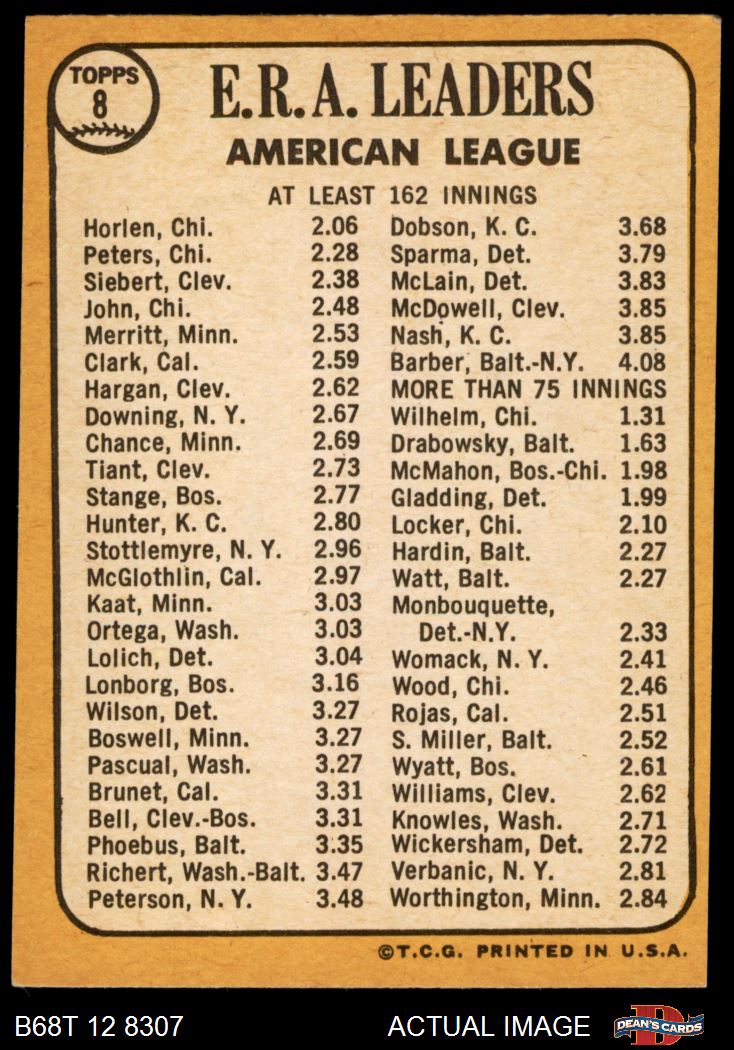 TOPPS
8
E.R.A. LEADERS
AMERICAN LEAGUE
AT LEAST 162 INNINGS
Horlen, Chi. 2.06
Peters, Chi. 2.28
Siebert, Clev. 2.38
John, Chi. 2.48
Merritt, Minn. 2.53
Clark, Cal. 2.59
Hargan, Clev. 2.62
Downing, N. Y. 2.67
Chance, Minn. 2.69
Tiant, Clev. 2.73
Stange, Bos. 2.77
Hunter, K. C. 2.80
Stottlemyre, N. Y. 2.96
McGlothlin, Cal. 2.97
Kaat, Minn. 3.03
Ortega, Wash. 3.03
Lolich, Det. 3.04
Lonborg, Bos. 3.16
Wilson, Det. 3.27
Boswell, Minn. 3.27
Pascual, Wash. 3.27
Brunet, Cal. 3.31
Bell, Clev.-Bos. 3.31
Phoebus, Balt. 3.35
Richert, Wash.-Balt. 3.47
Peterson, N. Y. 3.48
Dobson, K. C. 3.68
Sparma, Det. 3.79
McLain, Det. 3.83
McDowell, Clev. 3.85
Nash, K. C. 3.85
Barber, Balt.-N.Y. 4.08
MORE THAN 75 INNINGS
Wilhelm, Chi. 1.31
Drabowsky, Balt. 1.63
McMahon, Bos.-Chi. 1.98
Gladding, Det. 1.99
Locker, Chi. 2.10
Hardin, Balt. 2.27
Watt, Balt. 2.27
Monbouquette,
Det.-N.Y. 2.33
Womack, N. Y. 2.41
Wood, Chi. 2.46
Rojas, Cal. 2.51
S. Miller, Balt. 2.52
Wyatt, Bos. 2.61
Williams, Clev. 2.62
Knowles, Wash. 2.71
Wickersham, Det. 2.72
Verbanic, N. Y. 2.81
Worthington, Minn. 2.84
©T.C.G. PRINTED IN U.S.A.
B68T 12 8307 ACTUAL IMAGE
D
DEAN'S CARDS